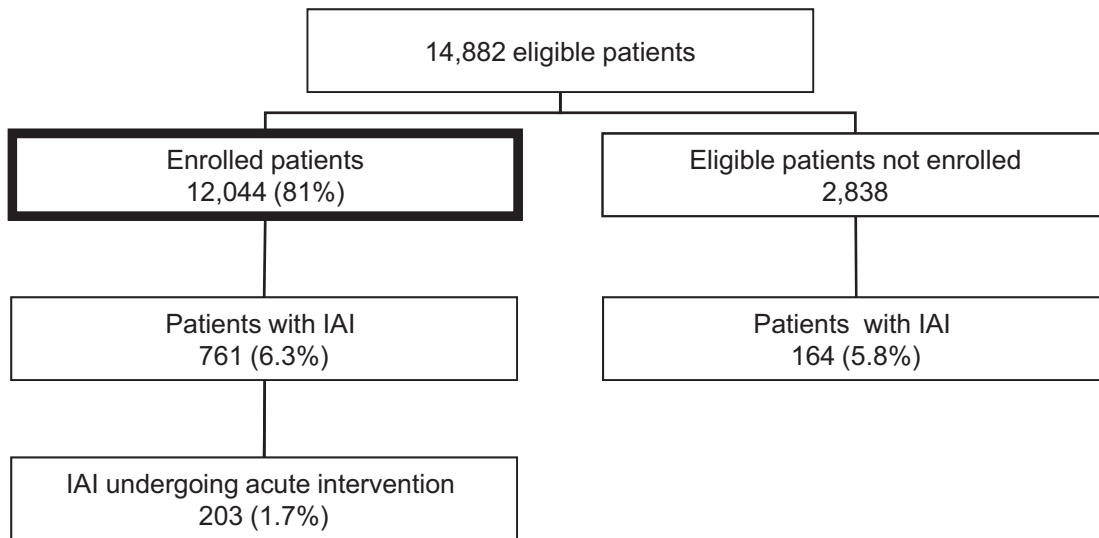 14,882 eligible patients
Enrolled patients
12,044 (81%)
Eligible patients not enrolled
2,838
Patients with IAI
761 (6.3%)
Patients with IAI
164 (5.8%)
IAI undergoing acute intervention
203 (1.7%)